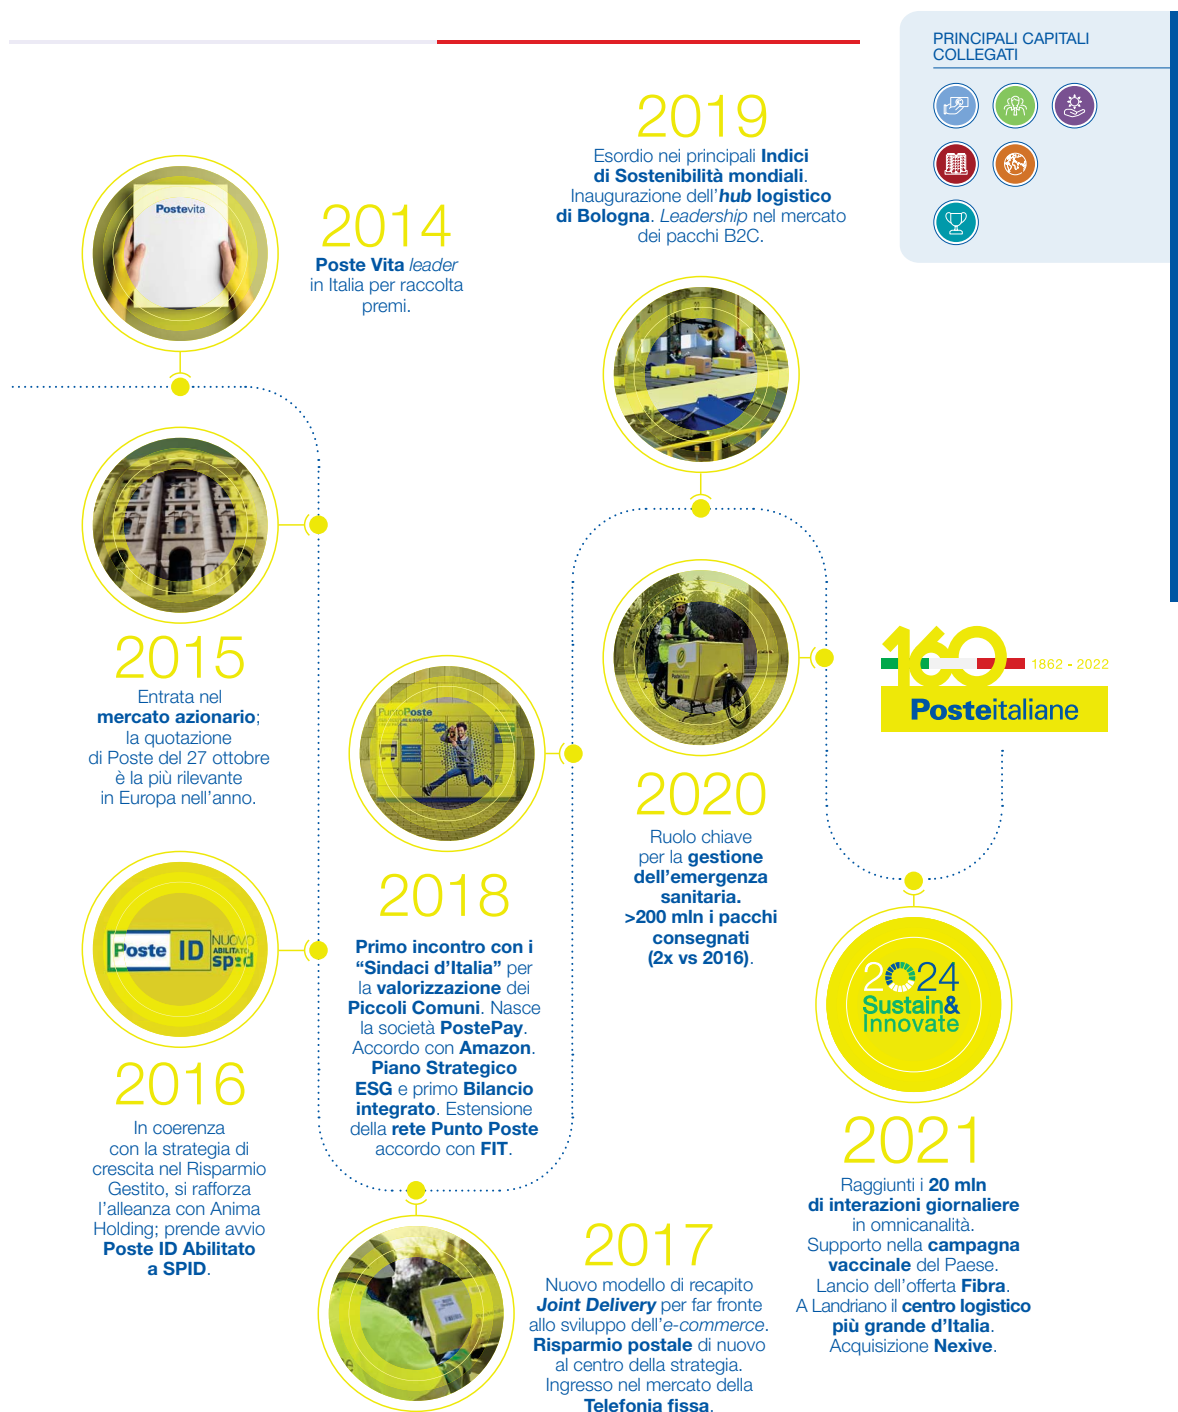 PRINCIPALI CAPITALI
COLLEGATI
Postevita
2014
Poste Vita leader
in Italia per raccolta
premi.
2015
Entrata nel
mercato azionario;
la quotazione
di Poste del 27 ottobre
è la più rilevante
in Europa nell'anno.
Poste ID
NUOVO
ABILITATO
spid
2016
In coerenza
con la strategia di
crescita nel Risparmio
Gestito, si rafforza
l'alleanza con Anima
Holding; prende avvio
Poste ID Abilitato
a SPID.
2017
Nuovo modello di recapito
Joint Delivery per far fronte
allo sviluppo dell'e-commerce.
Risparmio postale di nuovo
al centro della strategia.
Ingresso nel mercato della
Telefonia fissa.
PuntoPoste
2018
Primo incontro con i
“Sindaci d'Italia” per
la valorizzazione dei
Piccoli Comuni. Nasce
la società PostePay.
Accordo con Amazon.
Piano Strategico
ESG e primo Bilancio
integrato. Estensione
della rete Punto Poste
accordo con FIT.
2019
Esordio nei principali Indici
di Sostenibilità mondiali.
Inaugurazione dell'hub logistico
di Bologna. Leadership nel mercato
dei pacchi B2C.
2020
Ruolo chiave
per la gestione
dell'emergenza
sanitaria.
>200 mln i pacchi
consegnati
(2x vs 2016).
2024
Sustain&
Innovate
2021
Raggiunti i 20 mln
di interazioni giornaliere
in omnicanalità.
Supporto nella campagna
vaccinale del Paese.
Lancio dell'offerta Fibra.
A Landriano il centro logistico
più grande d'Italia.
Acquisizione Nexive.
160
1862 - 2022
Posteitaliane